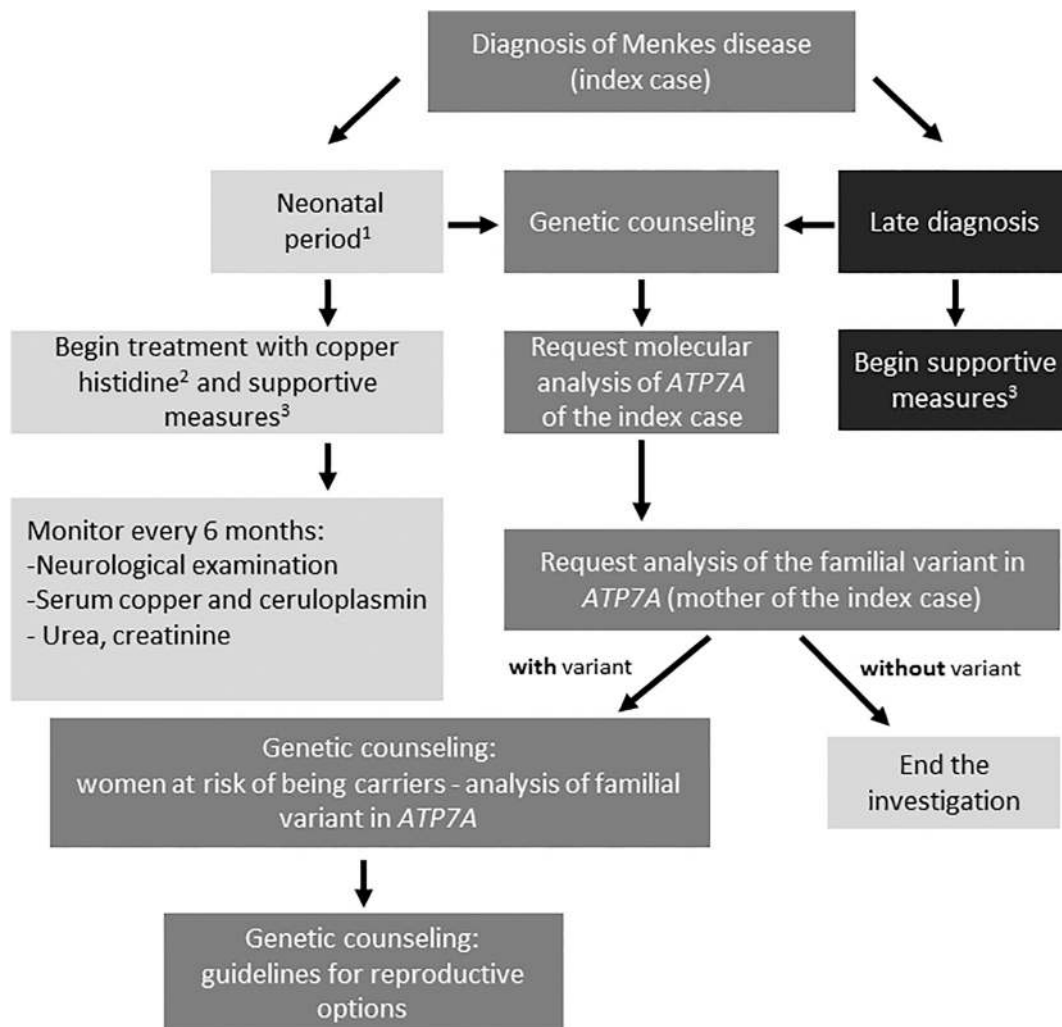 Diagnosis of Menkes disease
(index case)
Neonatal
period¹
Genetic counseling
Late diagnosis
Begin treatment with copper
histidine² and supportive
measures³
Request molecular
analysis of ATP7A
of the index case
Begin supportive
measures³
Monitor every 6 months:
-Neurological examination
-Serum copper and ceruloplasmin
- Urea, creatinine
Request analysis of the familial variant in
ATP7A (mother of the index case)
with variant
without variant
Genetic counseling:
women at risk of being carriers - analysis of familial
variant in ATP7A
End the
investigation
Genetic counseling:
guidelines for reproductive
options